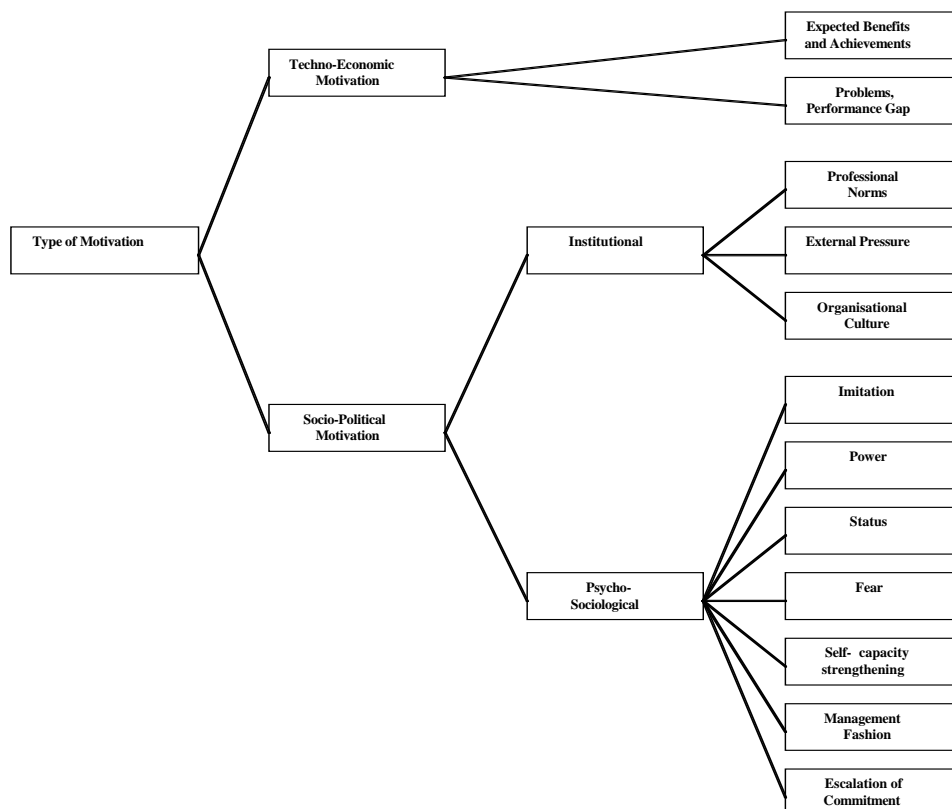 Expected Benefits
and Achievements
Techno-Economic
Motivation
Problems,
Performance Gap
Professional
Norms
Type of Motivation
Institutional
External Pressure
Organisational
Culture
Imitation
Socio-Political
Motivation
Power
Status
Psycho-
Sociological
Fear
Self- capacity
strengthening
Management
Fashion
Escalation of
Commitment